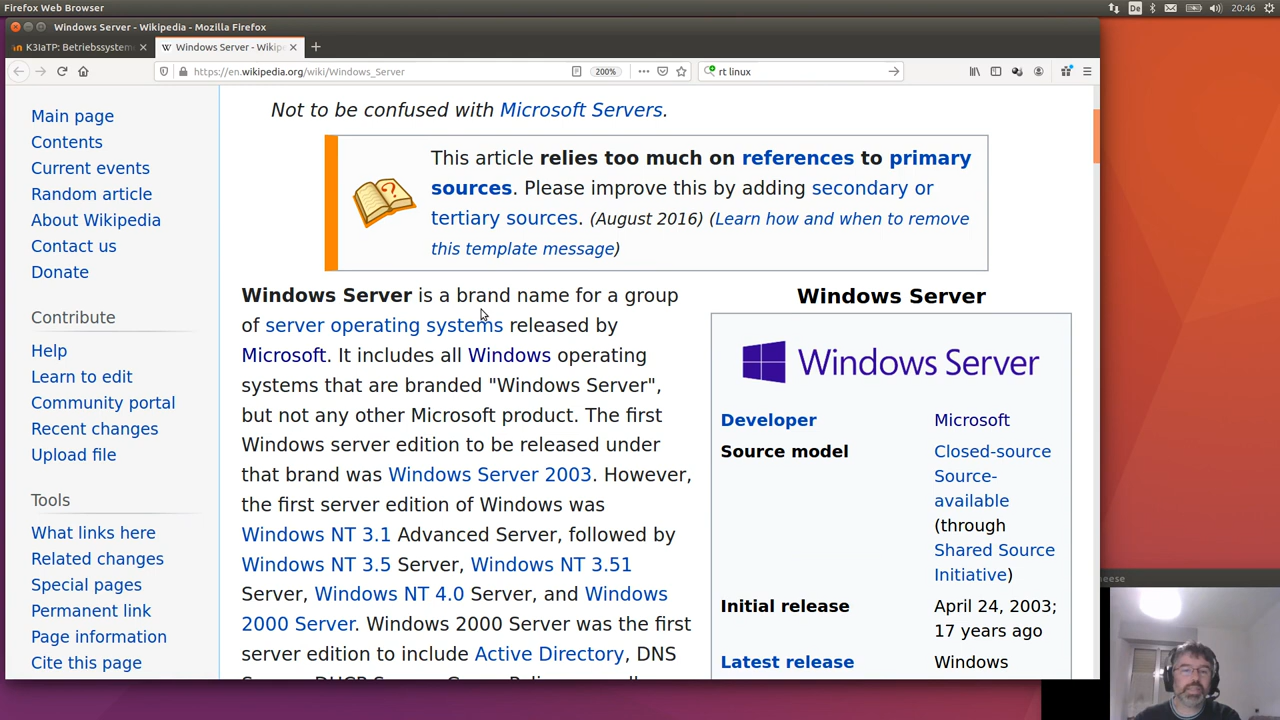 Firefox Web Browser
De
20:46
Windows Server - Wikipedia - Mozilla Firefox
K3IaTP: Betriebssystem
Windows Server - Wikip
https://en.wikipedia.org/wiki/Windows_Server
200%
rt linux
Main page
Contents
Current events
Random article
About Wikipedia
Contact us
Donate
Contribute
Help
Learn to edit
Community portal
Recent changes
Upload file
Tools
What links here
Related changes
Special pages
Permanent link
Page information
Cite this page
Not to be confused with Microsoft Servers.
This article relies too much on references to primary
sources. Please improve this by adding secondary or
tertiary sources. (August 2016) (Learn how and when to remove
this template message)
Windows Server is a brand name for a group
of server operating systems released by
Microsoft. It includes all Windows operating
systems that are branded "Windows Server",
but not any other Microsoft product. The first
Windows server edition to be released under
that brand was Windows Server 2003. However,
the first server edition of Windows was
Windows NT 3.1 Advanced Server, followed by
Windows NT 3.5 Server, Windows NT 3.51
Server, Windows NT 4.0 Server, and Windows
2000 Server. Windows 2000 Server was the first
server edition to include Active Directory, DNS
Windows Server
Windows Server
Developer
Microsoft
Source model
Closed-source
Source-
available
(through
Shared Source
Initiative)
Initial release
April 24, 2003;
17 years ago
Latest release
Windows